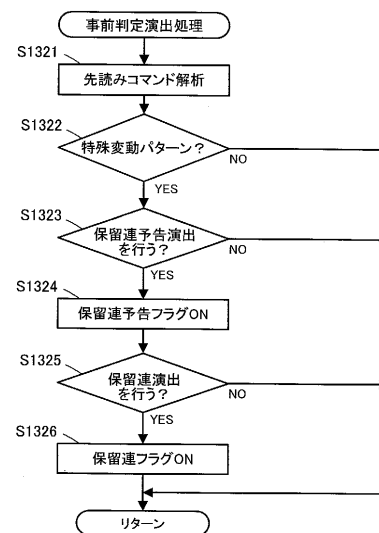 事前判定演出処理
S1321
先読みコマンド解析
S1322
特殊変動パターン？
NO
YES
S1323
保留連予告演出
を行う？
NO
YES
S1324
保留連予告フラグON
S1325
保留連演出
を行う？
NO
YES
S1326
保留連フラグON
リターン